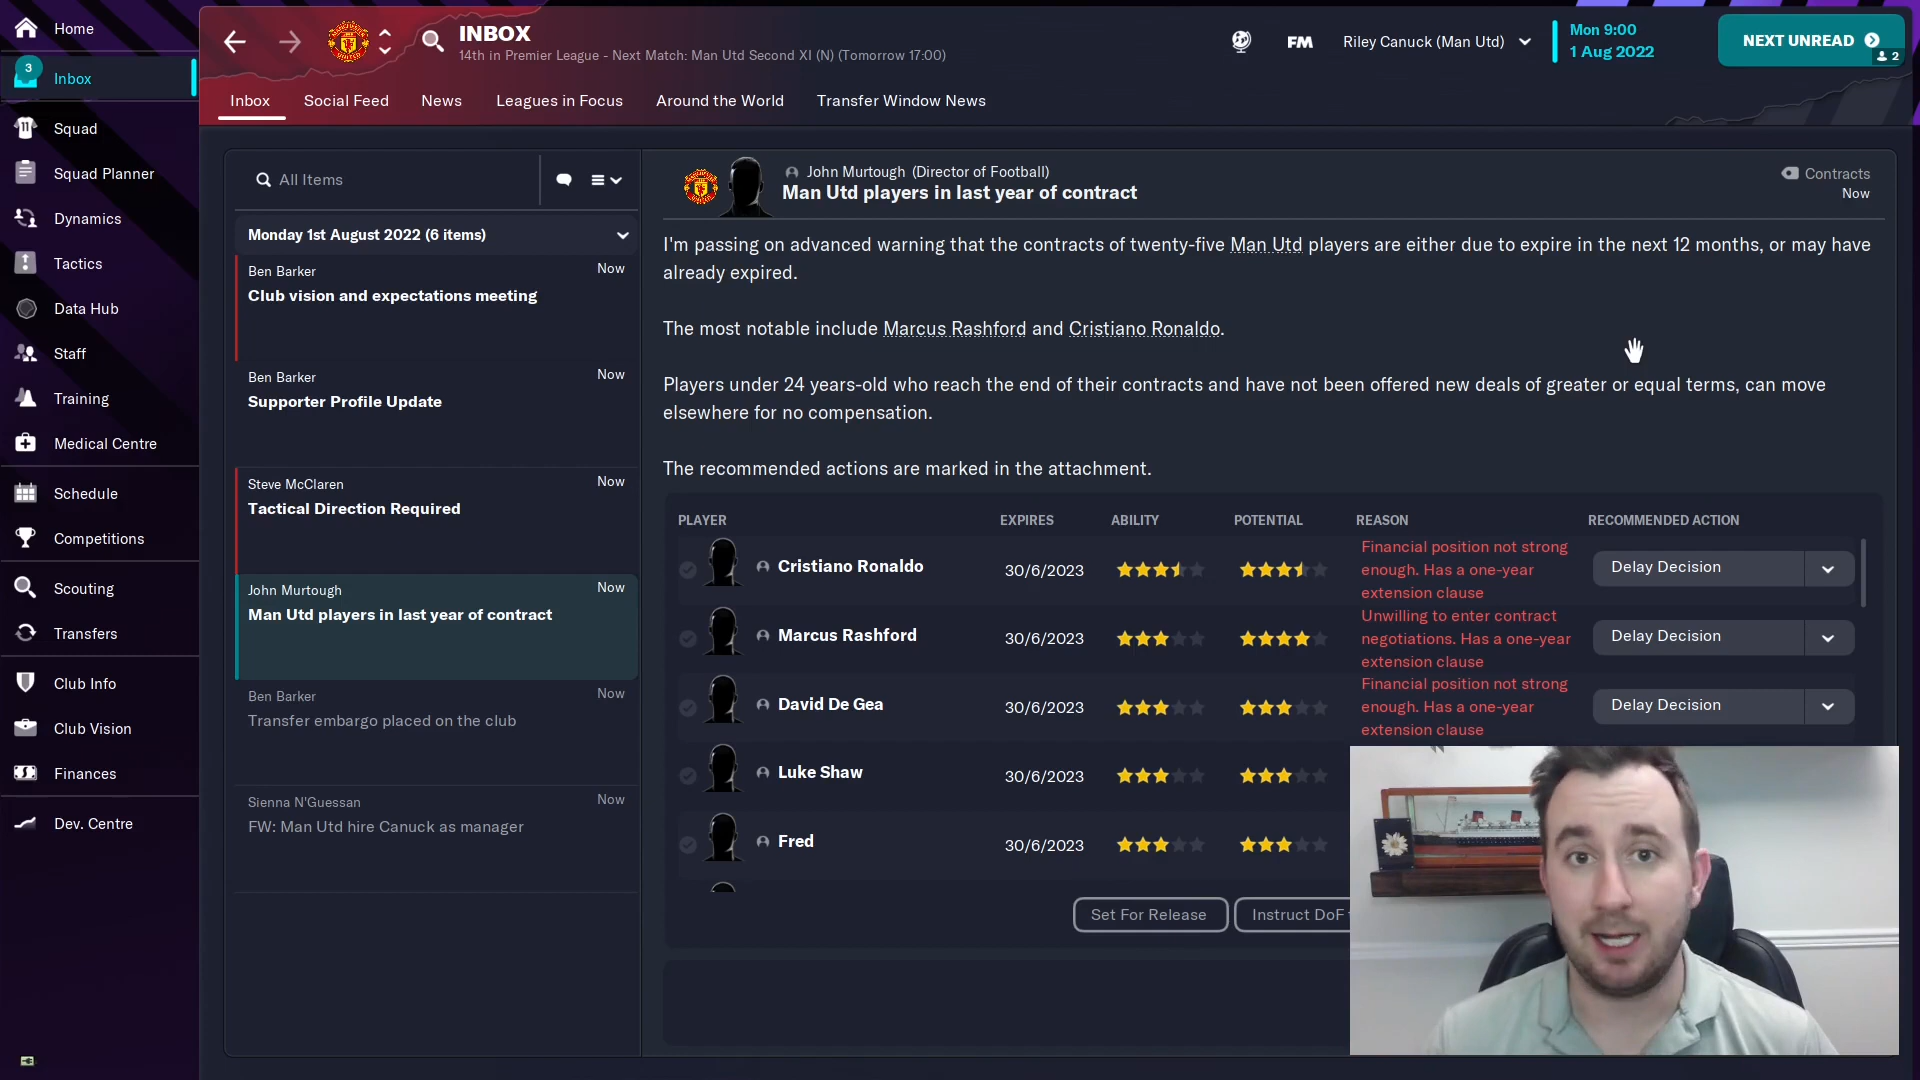 Home
3
Inbox
Squad
Squad Planner
Dynamics
Tactics
Data Hub
Staff
Training
Medical Centre
Schedule
Competitions
Scouting
Transfers
Club Info
Club Vision
Finances
Dev. Centre
INBOX
14th in Premier League - Next Match: Man Utd Second XI (N) (Tomorrow 17:00)
FM
Riley Canuck (Man Utd)
Mon 9:00
1 Aug 2022
NEXT UNREAD
2
Inbox
Social Feed
News
Leagues in Focus
Around the World
Transfer Window News
All Items
Monday 1st August 2022 (6 items)
Ben Barker
Now
Club vision and expectations meeting
Ben Barker
Now
Supporter Profile Update
Steve McClaren
Now
Tactical Direction Required
John Murtough
Now
Man Utd players in last year of contract
Ben Barker
Now
Transfer embargo placed on the club
Sienna N'Guessan
Now
FW: Man Utd hire Canuck as manager
John Murtough (Director of Football)
Man Utd players in last year of contract
Contracts
Now
I'm passing on advanced warning that the contracts of twenty-five Man Utd players are either due to expire in the next 12 months, or may have
already expired.
The most notable include Marcus Rashford and Cristiano Ronaldo.
Players under 24 years-old who reach the end of their contracts and have not been offered new deals of greater or equal terms, can move
elsewhere for no compensation.
The recommended actions are marked in the attachment.
PLAYER EXPIRES ABILITY POTENTIAL REASON RECOMMENDED ACTION
Cristiano Ronaldo
30/6/2023
Financial position not strong
enough. Has a one-year
extension clause
Delay Decision
Marcus Rashford
30/6/2023
Unwilling to enter contract
negotiations. Has a one-year
extension clause
Delay Decision
David De Gea
30/6/2023
Financial position not strong
enough. Has a one-year
extension clause
Delay Decision
Luke Shaw
30/6/2023
Fred
30/6/2023
Set For Release
Instruct DoF